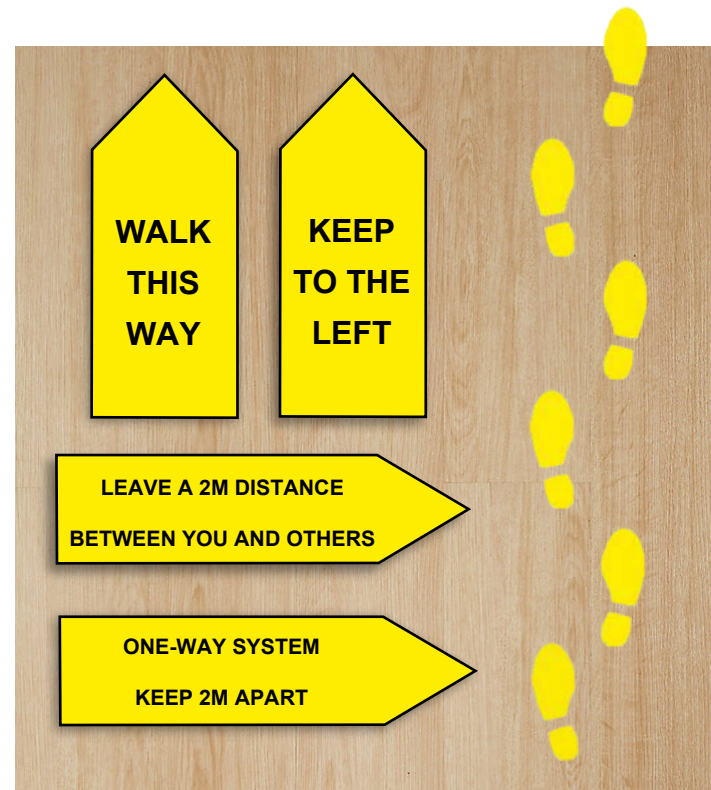 WALK
THIS
WAY
KEEP
TO THE
LEFT
LEAVE A 2M DISTANCE
BETWEEN YOU AND OTHERS
ONE-WAY SYSTEM
KEEP 2M APART